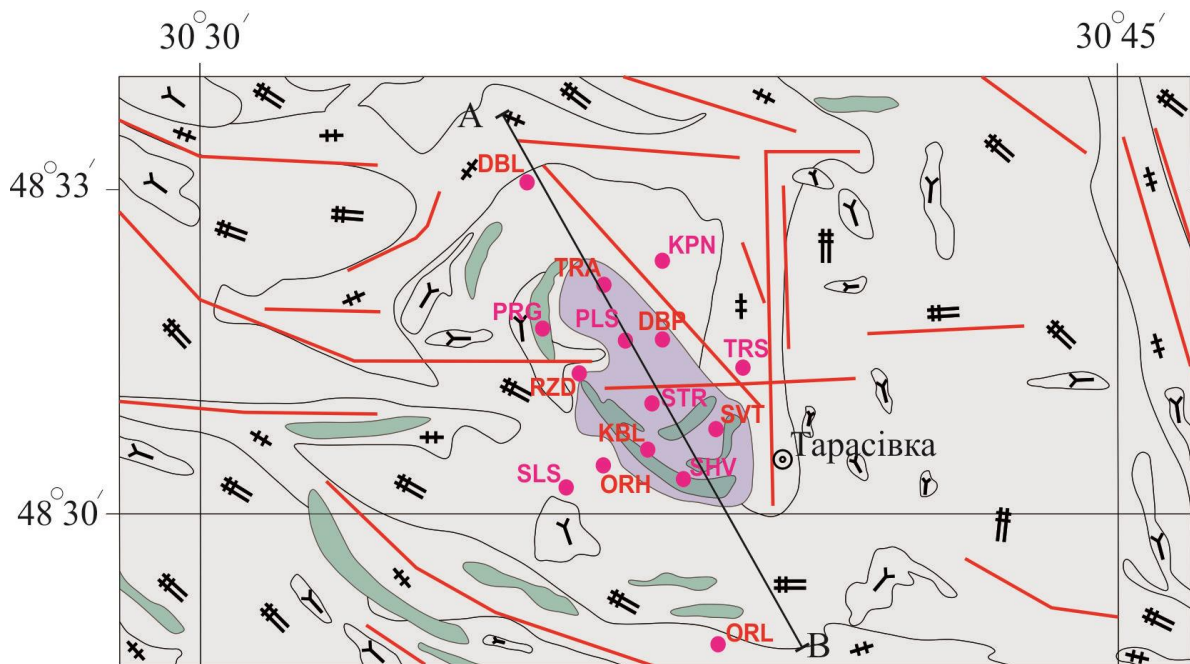 30°30′
30°45′
A
DBL
48°33′
KPN
TRA
PRG
PLS
DBP
TRS
RZD
STR
SVT
KBL
Тарасівка
SLS
SHV
ORH
48°30′
ORL
B